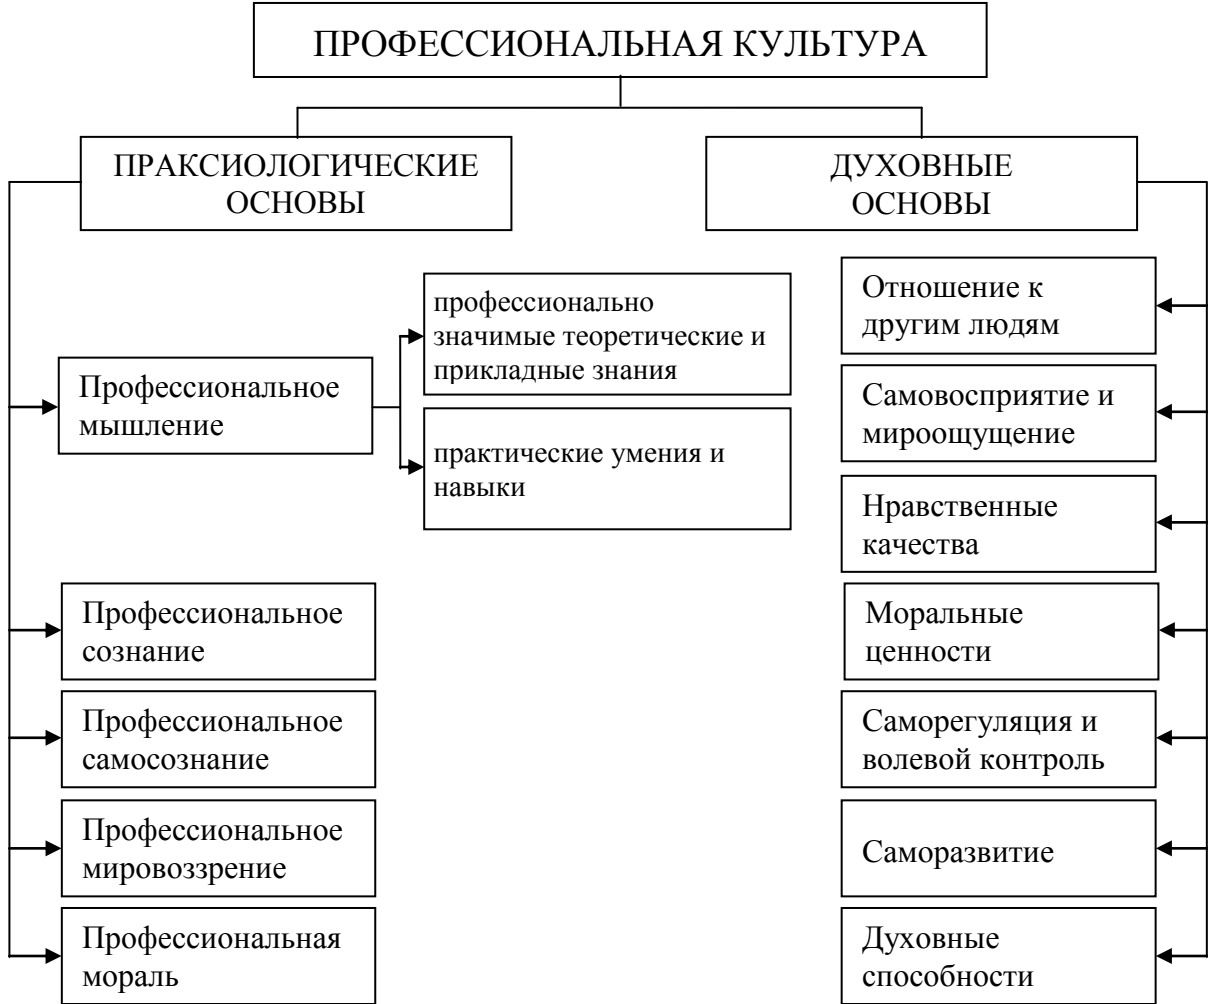 ПРОФЕССИОНАЛЬНАЯ КУЛЬТУРА
ПРАКСИОЛОГИЧЕСКИЕ
ОСНОВЫ
ДУХОВНЫЕ
ОСНОВЫ
Профессиональное
мышление
профессионально
значимые теоретические и
прикладные знания
практические умения и
навыки
Профессиональное
сознание
Профессиональное
самосознание
Профессиональное
мировоззрение
Профессиональная
мораль
Отношение к
другим людям
Самовосприятие и
мироощущение
Нравственные
качества
Моральные
ценности
Саморегуляция и
волевой контроль
Саморазвитие
Духовные
способности